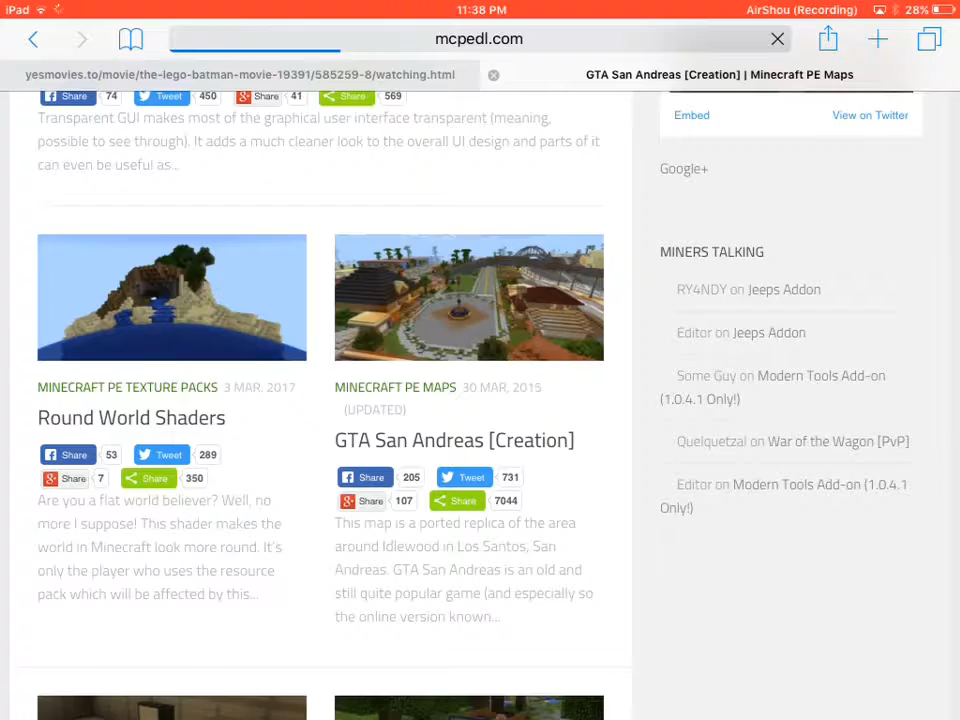 iPad 11:38 PM AirShou (Recording) 28%
mcpedl.com
yesmovies.to/movie/the-lego-batman-movie-19391/585259-8/watching.html GTA San Andreas [Creation] | Minecraft PE Maps
Share 74 Tweet 450 Share 41 Share 569
Transparent GUI makes most of the graphical user interface transparent (meaning,
possible to see through). It adds a much cleaner look to the overall UI design and parts of it
can even be useful as...
MINECRAFT PE TEXTURE PACKS 3 MAR, 2017
Round World Shaders
Share 53 Tweet 289
Share 7 Share 350
Are you a flat world believer? Well, no
more I suppose! This shader makes the
world in Minecraft look more round. It's
only the player who uses the resource
pack which will be affected by this...
MINECRAFT PE MAPS 30 MAR, 2015
(UPDATED)
GTA San Andreas [Creation]
Share 205 Tweet 731
Share 107 Share 7044
This map is a ported replica of the area
around Idlewood in Los Santos, San
Andreas. GTA San Andreas is an old and
still quite popular game (and especially so
the online version known...
Embed View on Twitter
Google+
MINERS TALKING
RY4NDY on Jeeps Addon
Editor on Jeeps Addon
Some Guy on Modern Tools Add-on
(1.0.4.1 Only!)
Quelquetzal on War of the Wagon [PvP]
Editor on Modern Tools Add-on (1.0.4.1
Only!)